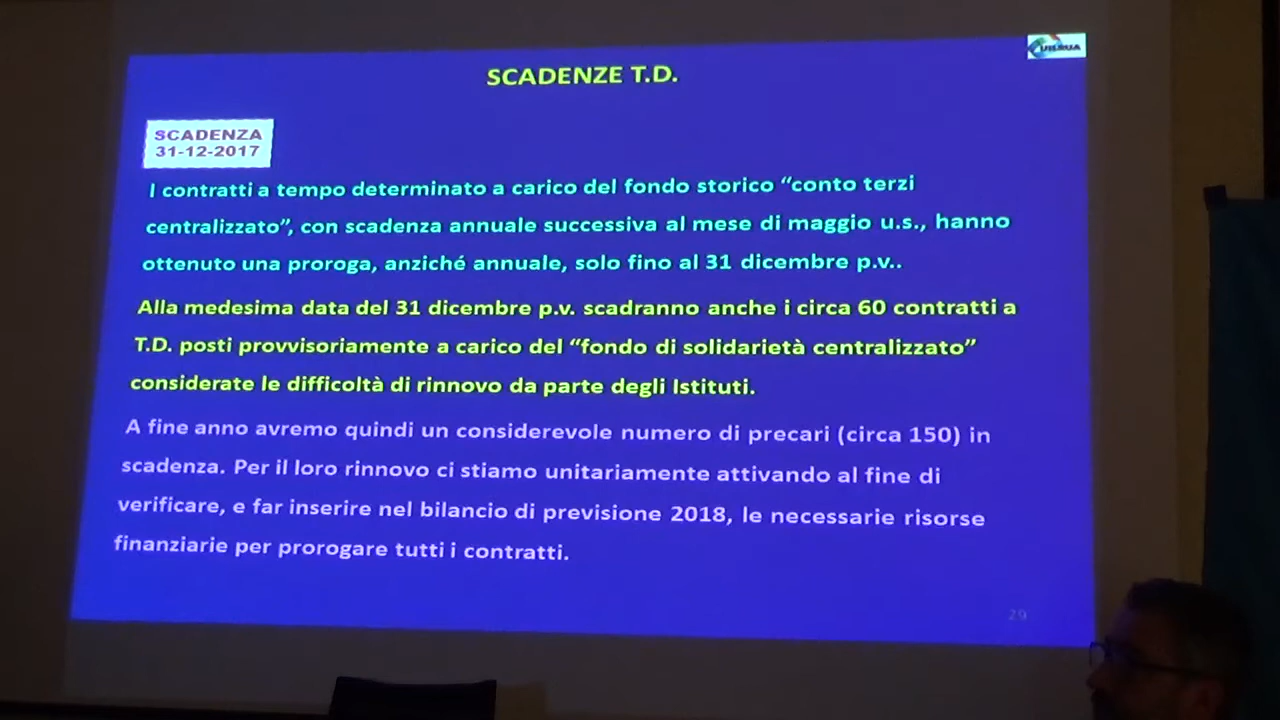 UILRUA
SCADENZE T.D.
SCADENZA
31-12-2017
I contratti a tempo determinato a carico del fondo storico “conto terzi
centralizzato”, con scadenza annuale successiva al mese di maggio u.s., hanno
ottenuto una proroga, anziché annuale, solo fino al 31 dicembre p.v..
Alla medesima data del 31 dicembre p.v. scadranno anche i circa 60 contratti a
T.D. posti provvisoriamente a carico del “fondo di solidarietà centralizzato”
considerate le difficoltà di rinnovo da parte degli Istituti.
A fine anno avremo quindi un considerevole numero di precari (circa 150) in
scadenza. Per il loro rinnovo ci stiamo unitariamente attivando al fine di
verificare, e far inserire nel bilancio di previsione 2018, le necessarie risorse
finanziarie per prorogare tutti i contratti.
29